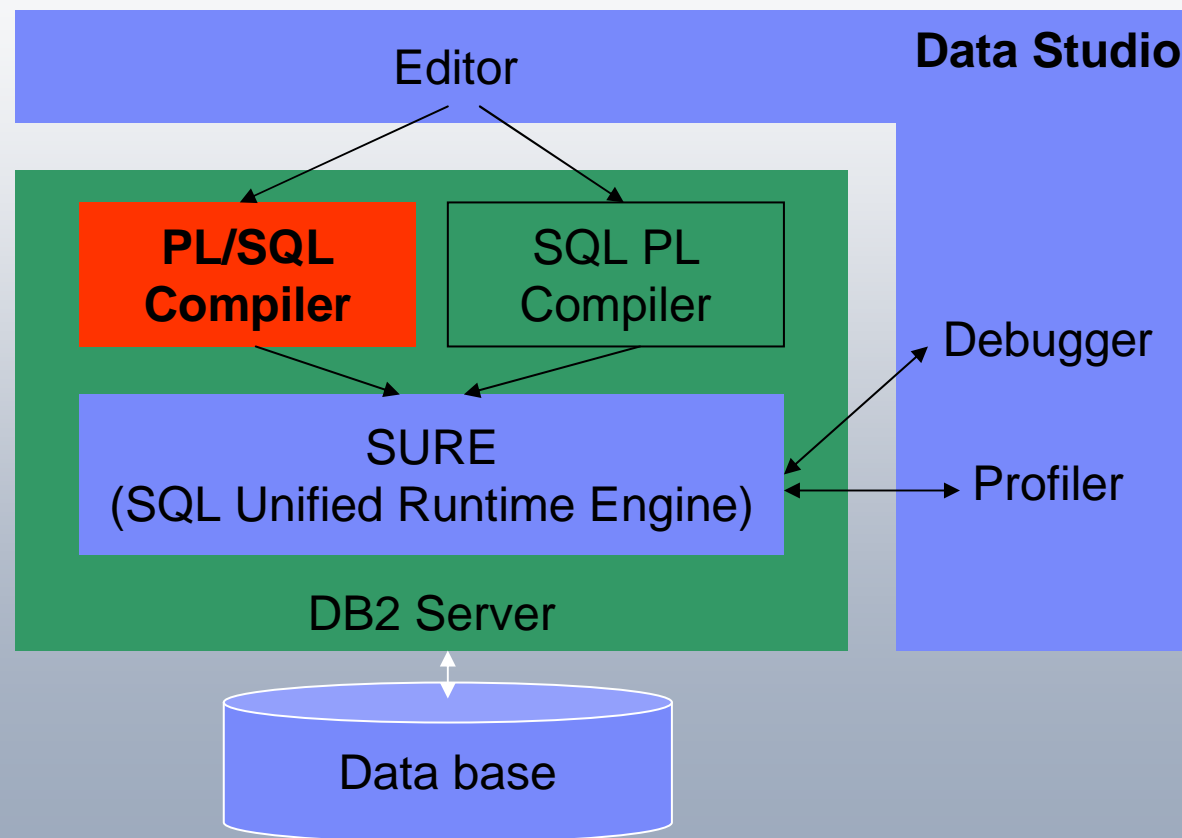 Data Studio
Editor
PL/SQL
Compiler
SQL PL
Compiler
Debugger
SURE
(SQL Unified Runtime Engine)
Profiler
DB2 Server
Data base